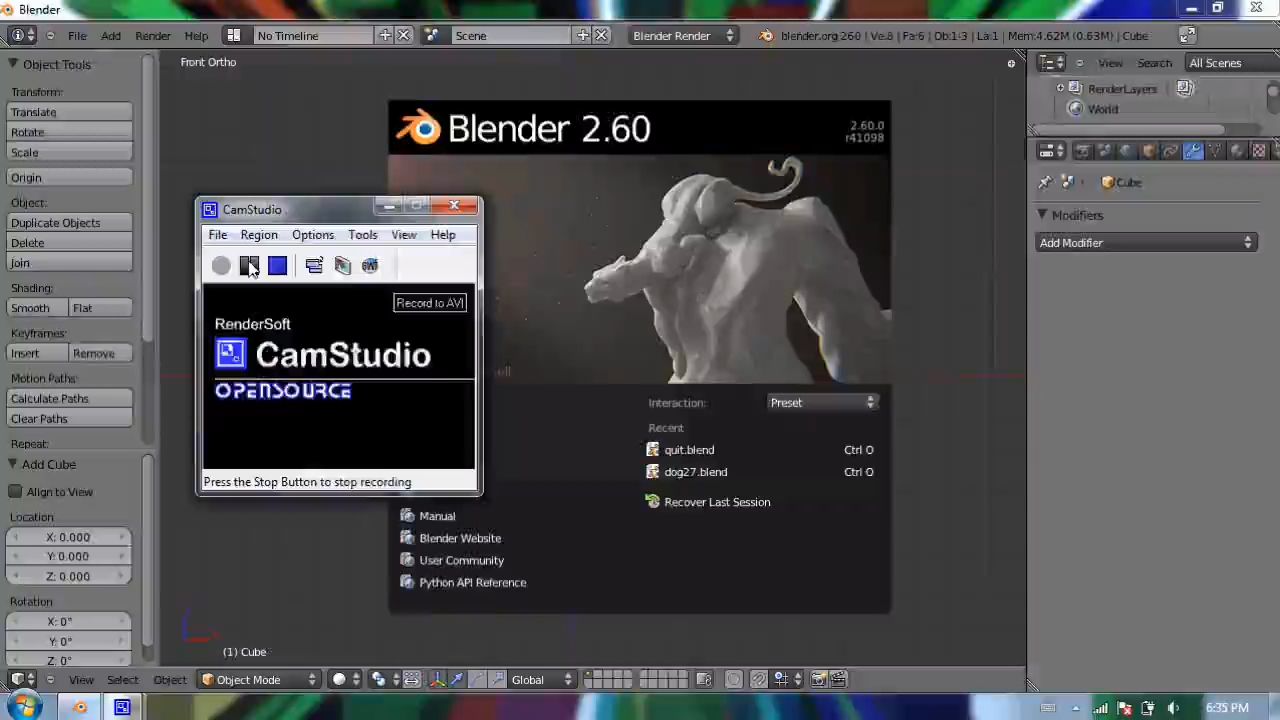 Blender
File Add Render Help No Timeline Scene Blender Render blender.org 260 | Ve:8 | Fa:6 | Ob:1-3 | La:1 | Mem:4.62M (0.63M) | Cube
Object Tools
Transform:
Translate
Rotate
Scale
Origin
Object:
Duplicate Objects
Delete
Join
Shading:
Smooth Flat
Keyframes:
Insert Remove
Motion Paths:
Calculate Paths
Clear Paths
Repeat:
Add Cube
Align to View
Location
X: 0.000
Y: 0.000
Z: 0.000
Rotation
X: 0°
Y: 0°
Z: 0°
Front Ortho
Blender 2.60
2.60.0
r41098
CamStudio
File Region Options Tools View Help
Record to AVI
RenderSoft
CamStudio
OPENSOURCE
Press the Stop Button to stop recording
Interaction: Preset
Recent
quit.blend Ctrl O
dog27.blend Ctrl O
Recover Last Session
Manual
Blender Website
User Community
Python API Reference
(1) Cube
View Select Object Object Mode Global
View Search All Scenes
RenderLayers
World
Cube
Modifiers
Add Modifier
6:35 PM